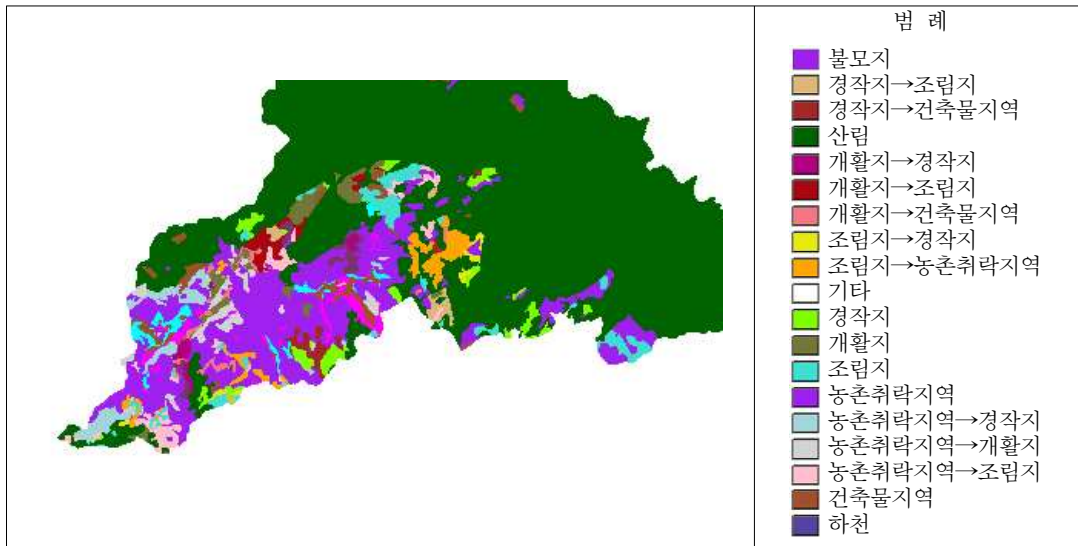 범 례
불모지
경작지→조림지
경작지→건축물지역
산림
개활지→경작지
개활지→조림지
개활지→건축물지역
조림지→경작지
조림지→농촌취락지역
기타
경작지
개활지
조림지
농촌취락지역
농촌취락지역→경작지
농촌취락지역→개활지
농촌취락지역→조림지
건축물지역
하천